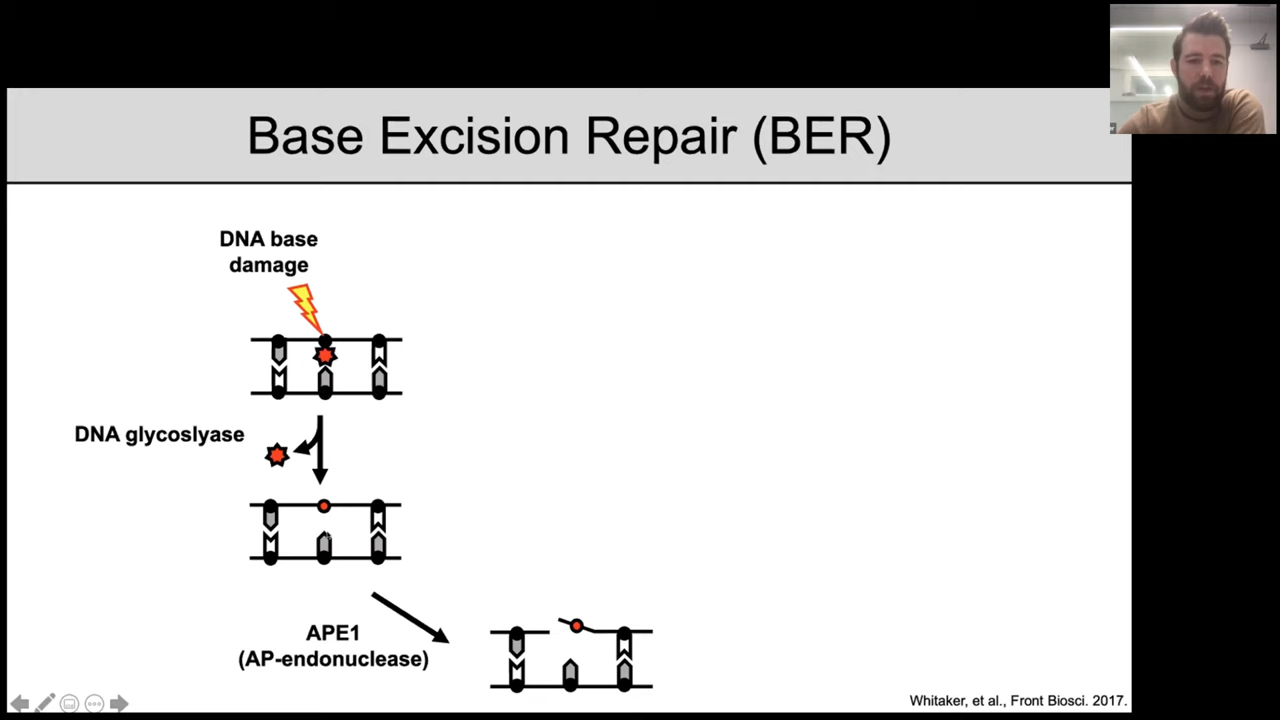 Base Excision Repair (BER)
DNA base
damage
DNA glycoslyase
APE1
(AP-endonuclease)
Whitaker, et al., Front Biosci. 2017.